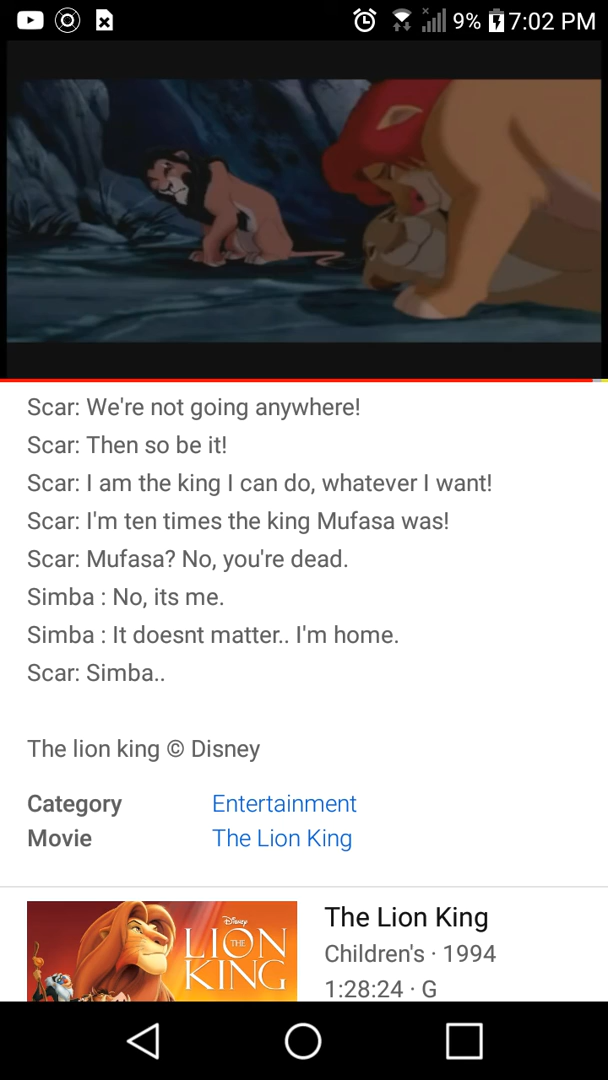 9% 7:02 PM
Scar: We're not going anywhere!
Scar: Then so be it!
Scar: I am the king I can do, whatever I want!
Scar: I'm ten times the king Mufasa was!
Scar: Mufasa? No, you're dead.
Simba : No, its me.
Simba : It doesnt matter.. I'm home.
Scar: Simba..
The lion king © Disney
Category Entertainment
Movie The Lion King
Disney
THE
LION
KING
The Lion King
Children's · 1994
1:28:24 · G